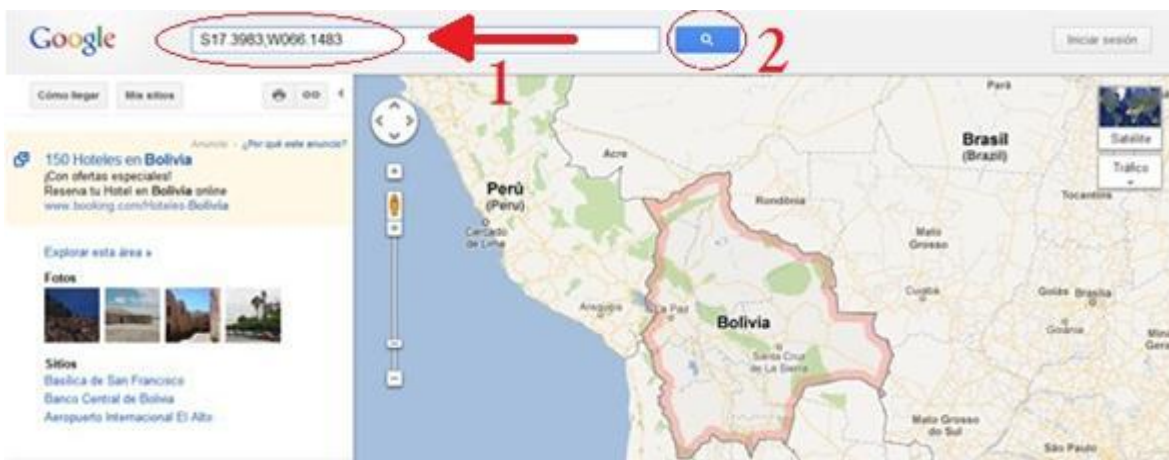 Google
S17.3983,W066.1483
1
2
Iniciar sesión
Cómo llegar
Mis sitios
Anuncio - ¿Por qué este anuncio?
150 Hoteles en Bolivia
¡Con ofertas especiales!
Reserva tu Hotel en Bolivia online
www.booking.com/Hoteles-Bolivia
Explorar esta área »
Fotos
Sitios
Basílica de San Francisco
Banco Central de Bolivia
Aeropuerto Internacional El Alto
Pará
Satélite
Tráfico
Brasil
(Brazil)
Acre
Perú
(Peru)
Rondônia
Tocantins
Cercado
de Lima
Mato
Grosso
Cuiabá
Goiás
Brasília
Arequipa
La Paz
Bolivia
Goiânia
Santa Cruz
de La Sierra
Mato Grosso
do Sul
São Paulo